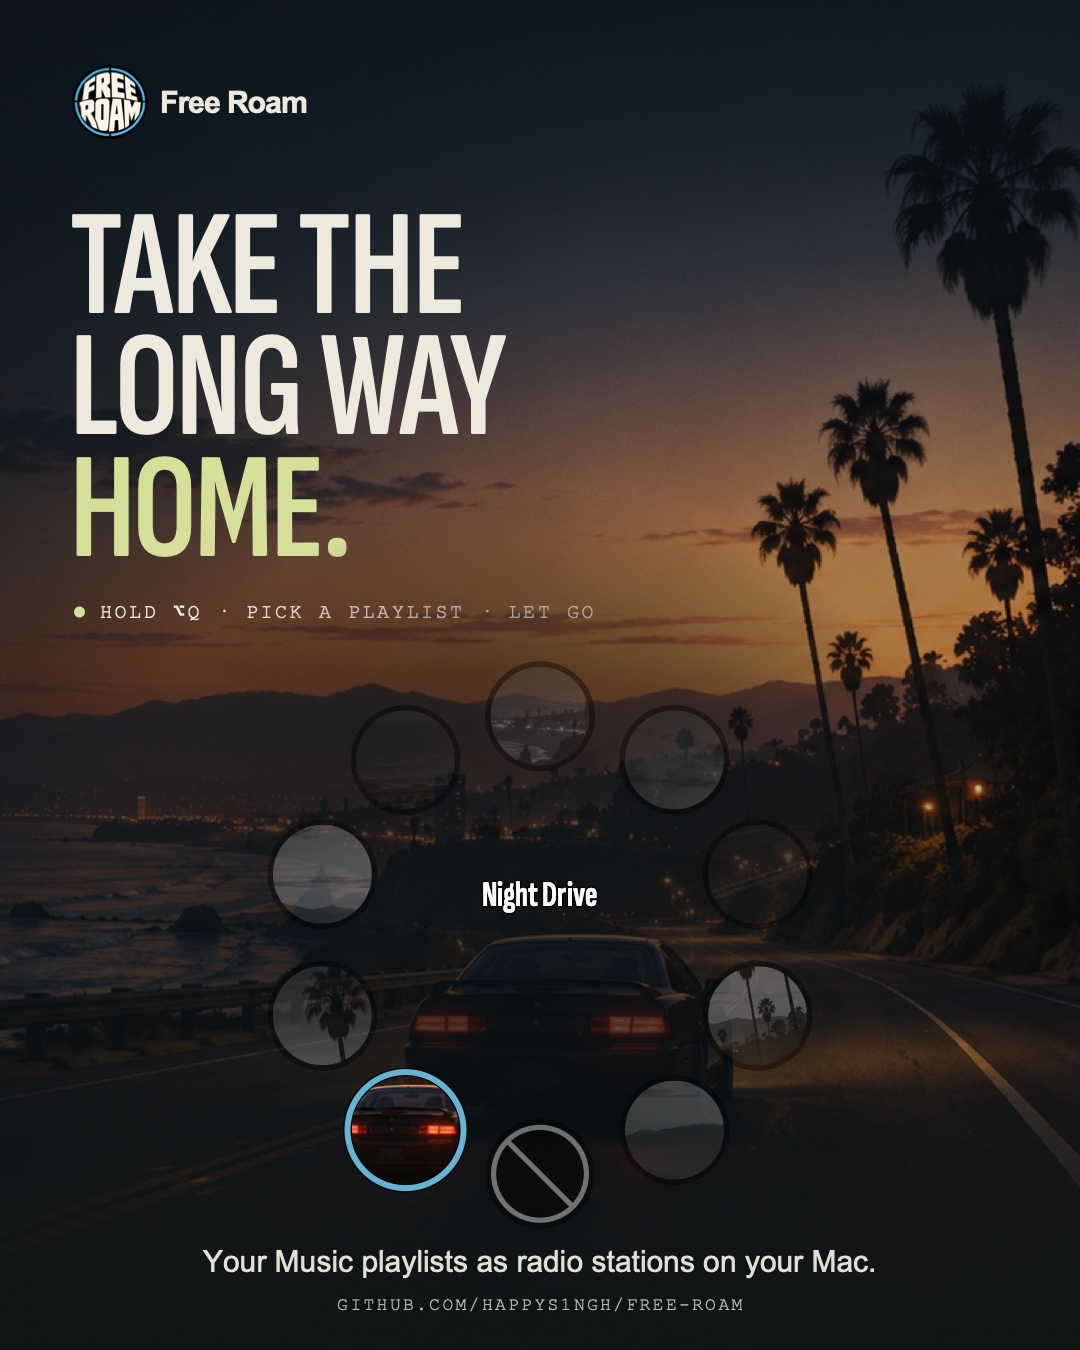 FREE
ROAM
Free Roam
TAKE THE
LONG WAY
HOME.
HOLD ⌥Q · PICK A PLAYLIST · LET GO
Night Drive
Your Music playlists as radio stations on your Mac.
GITHUB.COM/HAPPYS1NGH/FREE-ROAM